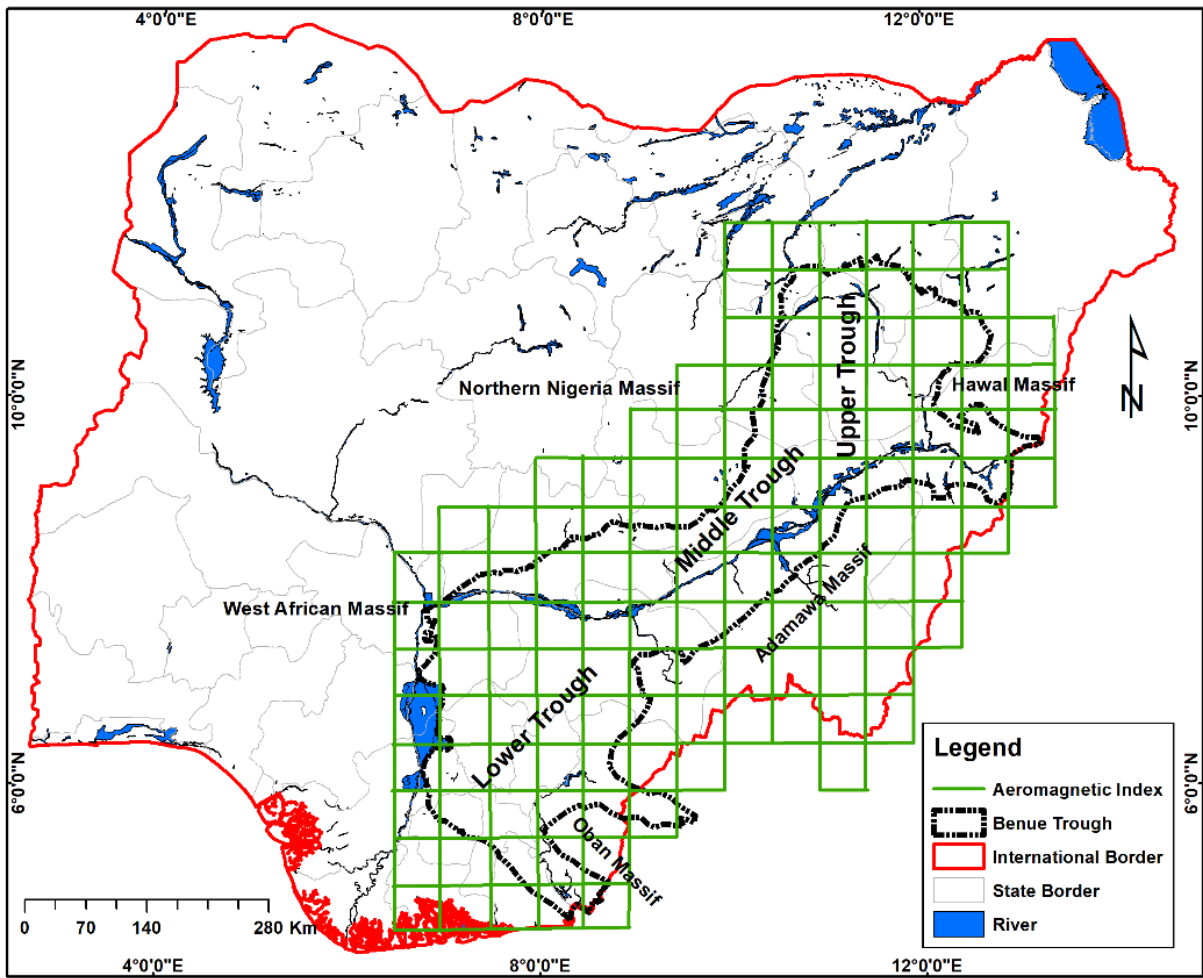 4°0'0"E 8°0'0"E 12°0'0"E
10°0'0"N
10°0'0"N
6°0'0"N
6°0'0"N
Northern Nigeria Massif
Hawal Massif
Upper Trough
Middle Trough
N
West African Massif
Adamawa Massif
Lower Trough
Oban Massif
Legend
Aeromagnetic Index
Benue Trough
International Border
State Border
River
0 70 140 280 Km
4°0'0"E 8°0'0"E 12°0'0"E